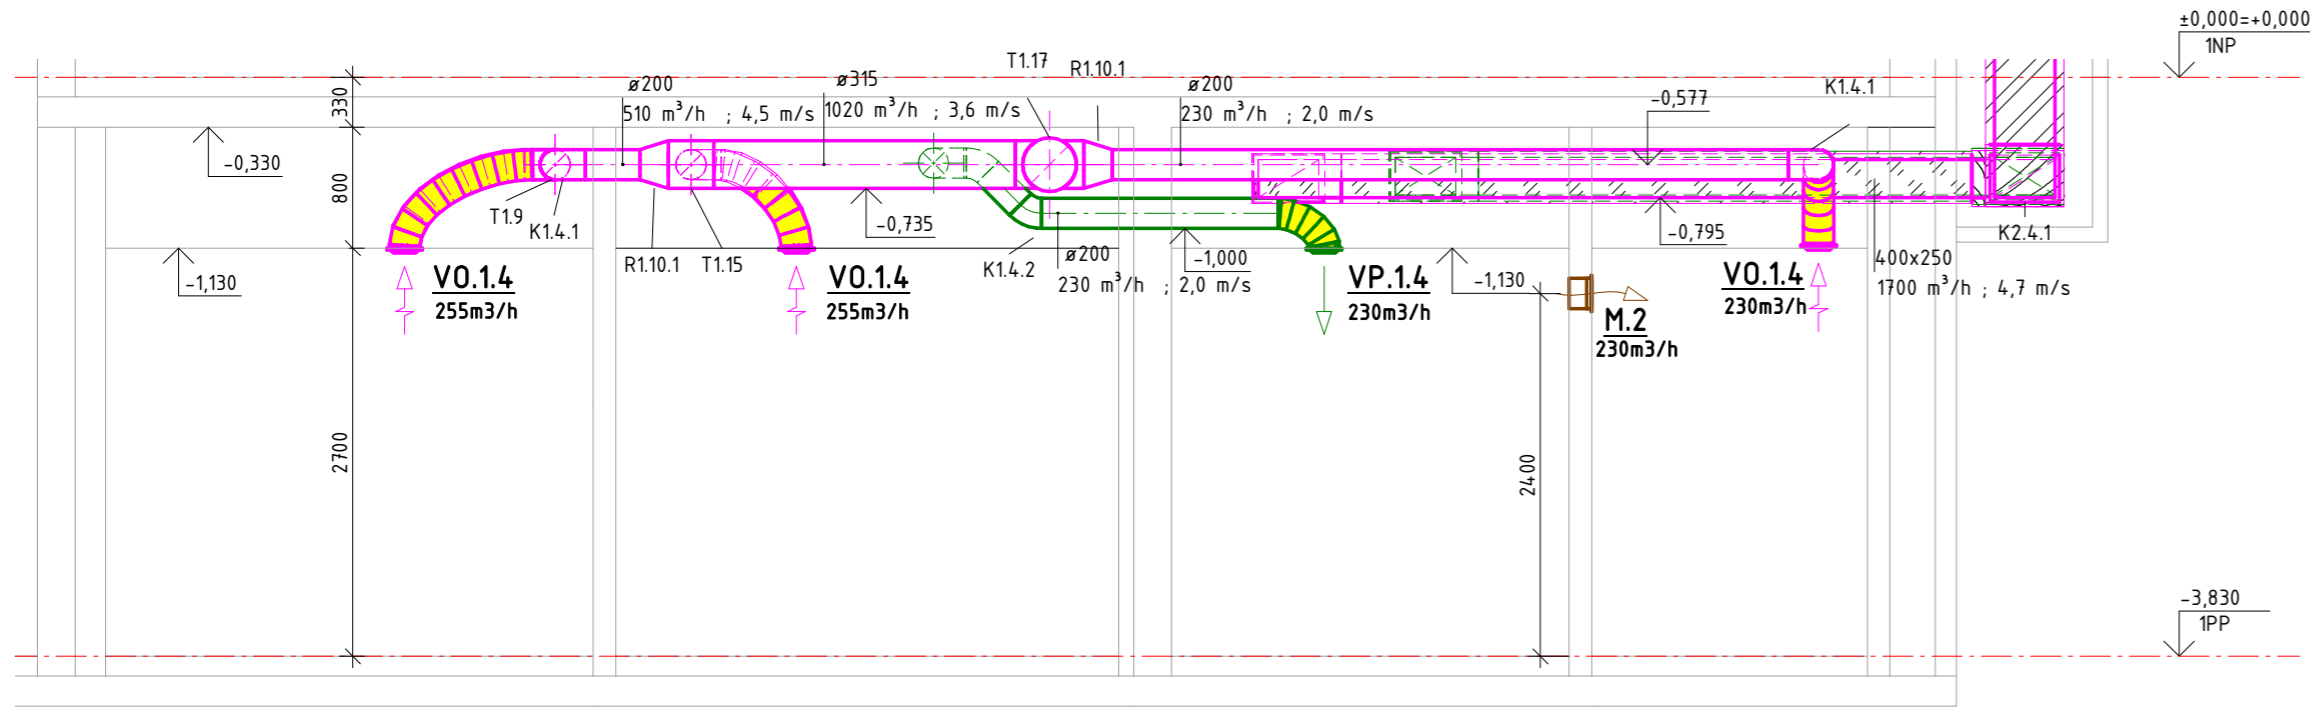 ±0,000=+0,000
1NP
T1.17
R1.10.1
ø200
510 m³/h ; 4,5 m/s
ø315
1020 m³/h ; 3,6 m/s
ø200
230 m³/h ; 2,0 m/s
-0,577
K1.4.1
330
-0,330
800
T1.9
K1.4.1
-0,735
-0,795
K2.4.1
R1.10.1
T1.15
K1.4.2
ø200
230 m³/h ; 2,0 m/s
-1,000
400x250
1700 m³/h ; 4,7 m/s
-1,130
VO.1.4
255m3/h
VO.1.4
255m3/h
VP.1.4
230m3/h
-1,130
M.2
230m3/h
VO.1.4
230m3/h
2700
2400
-3,830
1PP